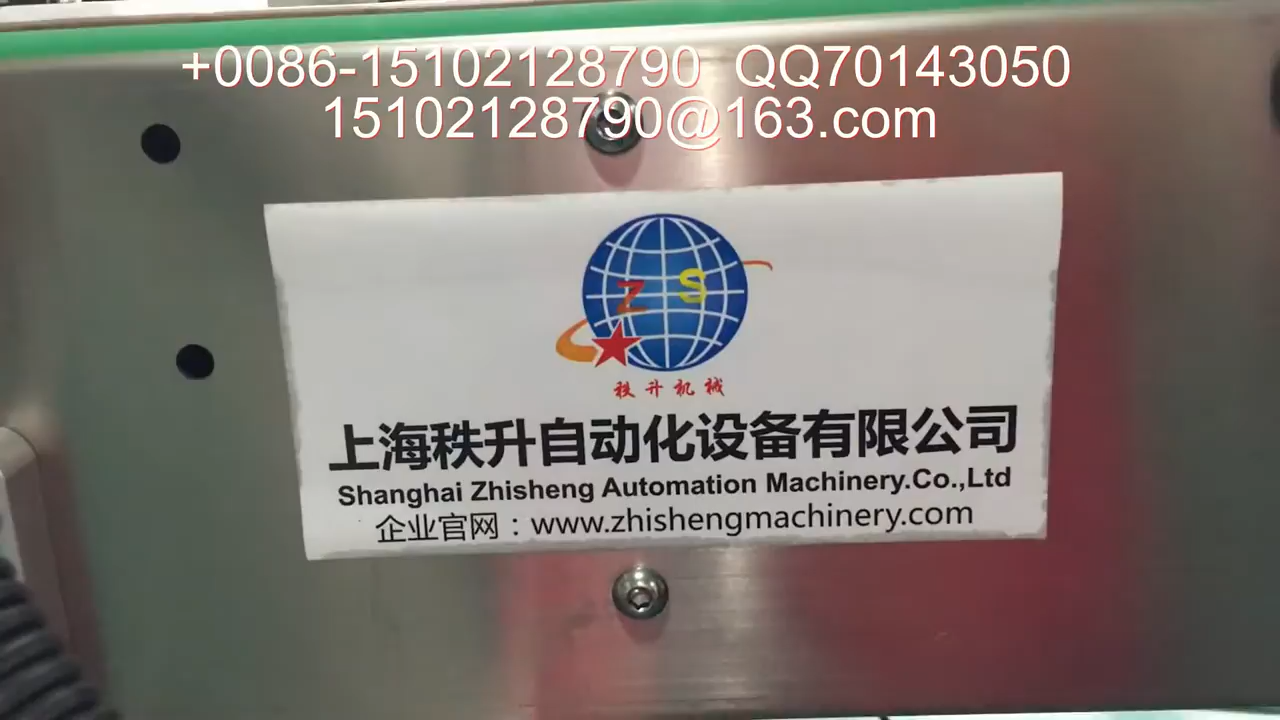 +0086-15102128790 QQ70143050
15102128790@163.com
Z S
秩升机械
上海秩升自动化设备有限公司
Shanghai Zhisheng Automation Machinery.Co.,Ltd
企业官网：www.zhishengmachinery.com